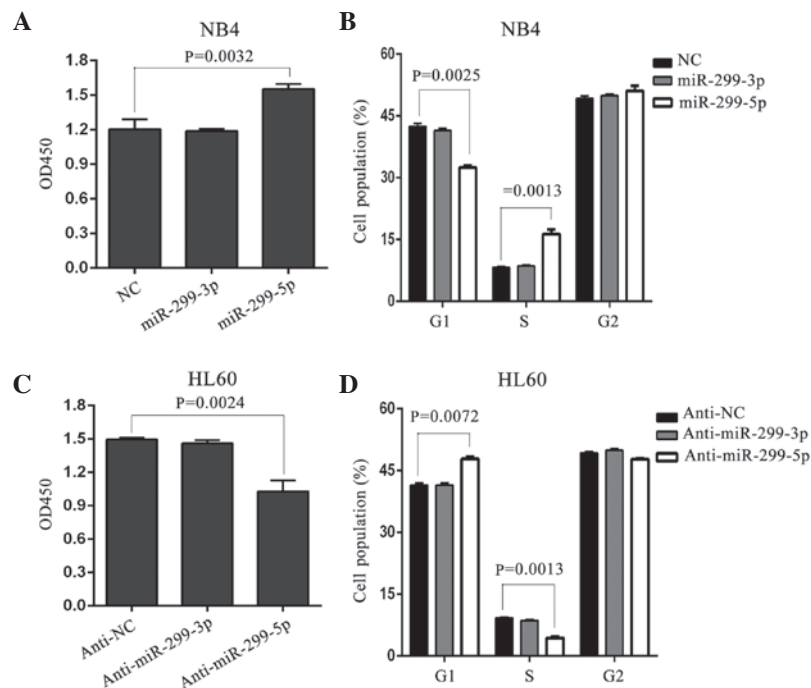 A
NB4
P=0.0032
OD450
1.8
1.5
1.2
0.9
0.6
0.3
0.0
NC
miR-299-3p
miR-299-5p
B
NB4
NC
miR-299-3p
miR-299-5p
P=0.0025
=0.0013
Cell population (%)
60
45
30
15
0
G1
S
G2
C
HL60
P=0.0024
OD450
1.8
1.5
1.2
0.9
0.6
0.3
0.0
Anti-NC
Anti-miR-299-3p
Anti-miR-299-5p
D
HL60
Anti-NC
Anti-miR-299-3p
Anti-miR-299-5p
P=0.0072
P=0.0013
Cell population (%)
60
45
30
15
0
G1
S
G2